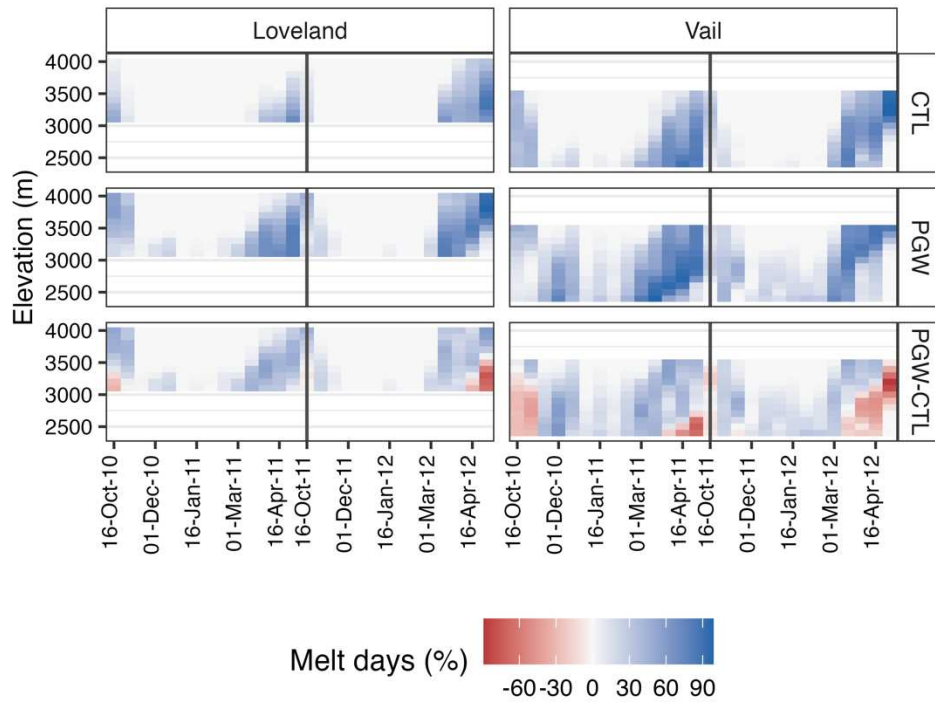 Loveland
Vail
4000
3500
3000
2500
CTL
4000
3500
3000
2500
PGW
4000
3500
3000
2500
PGW-CTL
Elevation (m)
16-Oct-10
01-Dec-10
16-Jan-11
01-Mar-11
16-Apr-11
16-Oct-11
01-Dec-11
16-Jan-12
01-Mar-12
16-Apr-12
16-Oct-10
01-Dec-10
16-Jan-11
01-Mar-11
16-Apr-11
16-Oct-11
01-Dec-11
16-Jan-12
01-Mar-12
16-Apr-12
Melt days (%)
-60 -30 0 30 60 90